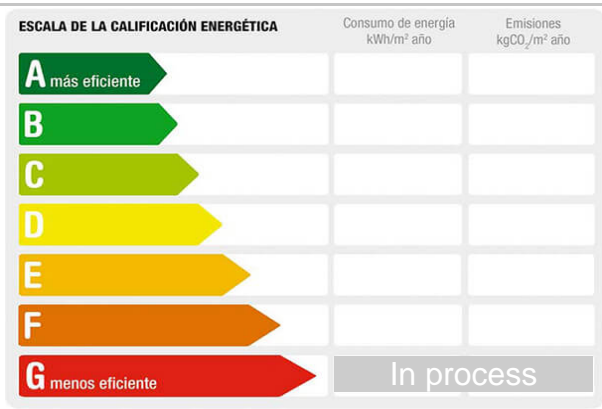 ESCALA DE LA CALIFICACIÓN ENERGÉTICA
Consumo de energía
kWh/m² año
Emisiones
kgCO₂/m² año
A más eficiente
B
C
D
E
F
G menos eficiente
In process